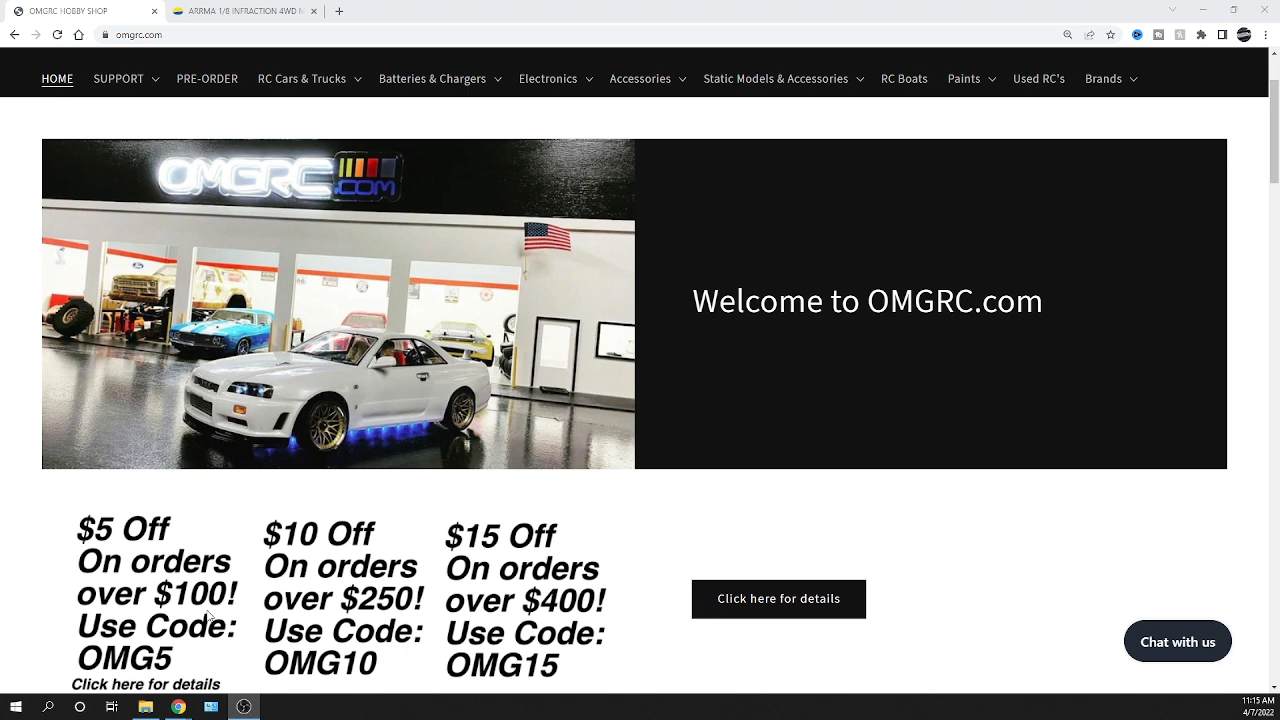 OMGRC HOBBY SHOP
ARRMA 1/8 INFRACTION 4WD M
omgrc.com
HOME SUPPORT PRE-ORDER RC Cars & Trucks Batteries & Chargers Electronics Accessories Static Models & Accessories RC Boats Paints Used RC's Brands
OMGRC
.COM
Welcome to OMGRC.com
$5 Off
On orders
over $100!
Use Code:
OMG5
Click here for details
$10 Off
On orders
over $250!
Use Code:
OMG10
$15 Off
On orders
over $400!
Use Code:
OMG15
Click here for details
Chat with us
11:15 AM
4/7/2022